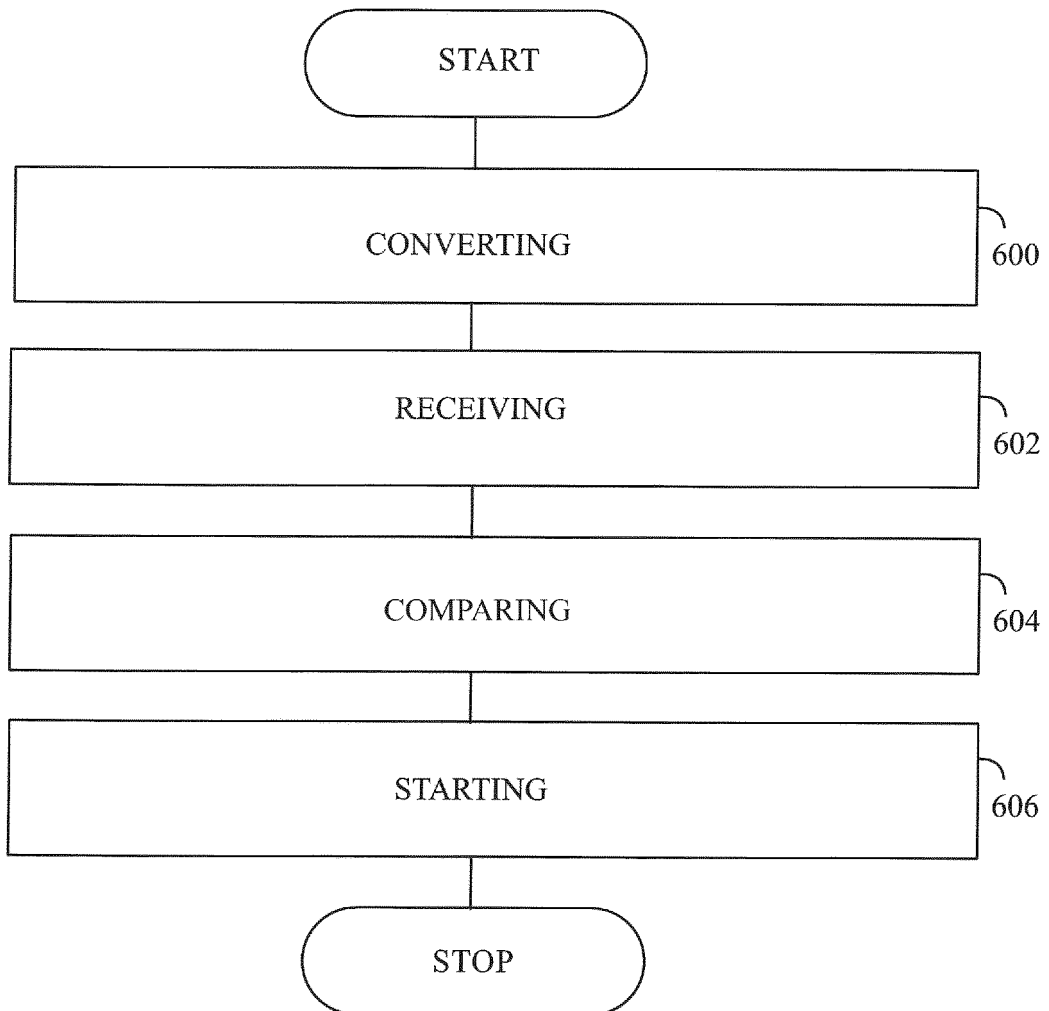 START
CONVERTING
600
RECEIVING
602
COMPARING
604
STARTING
606
STOP